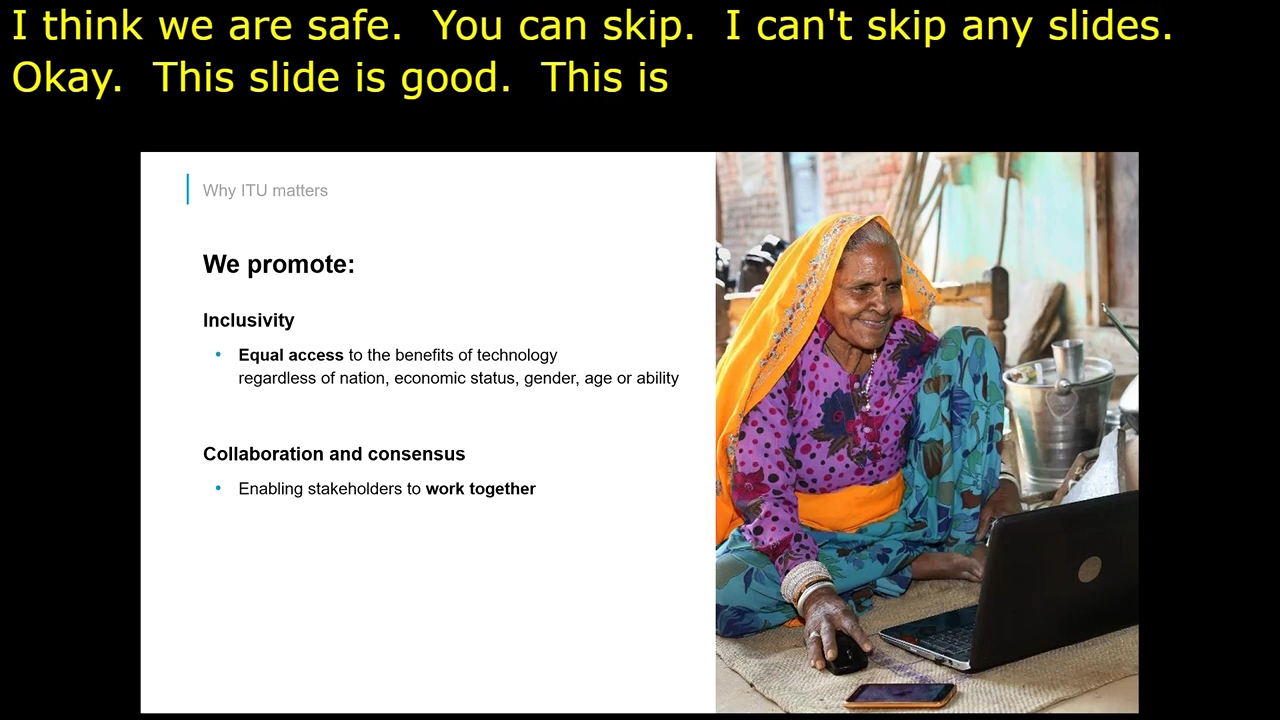 I think we are safe.  You can skip.  I can't skip any slides.
Okay.  This slide is good.  This is
Why ITU matters
We promote:
Inclusivity
• Equal access to the benefits of technology
regardless of nation, economic status, gender, age or ability
Collaboration and consensus
• Enabling stakeholders to work together